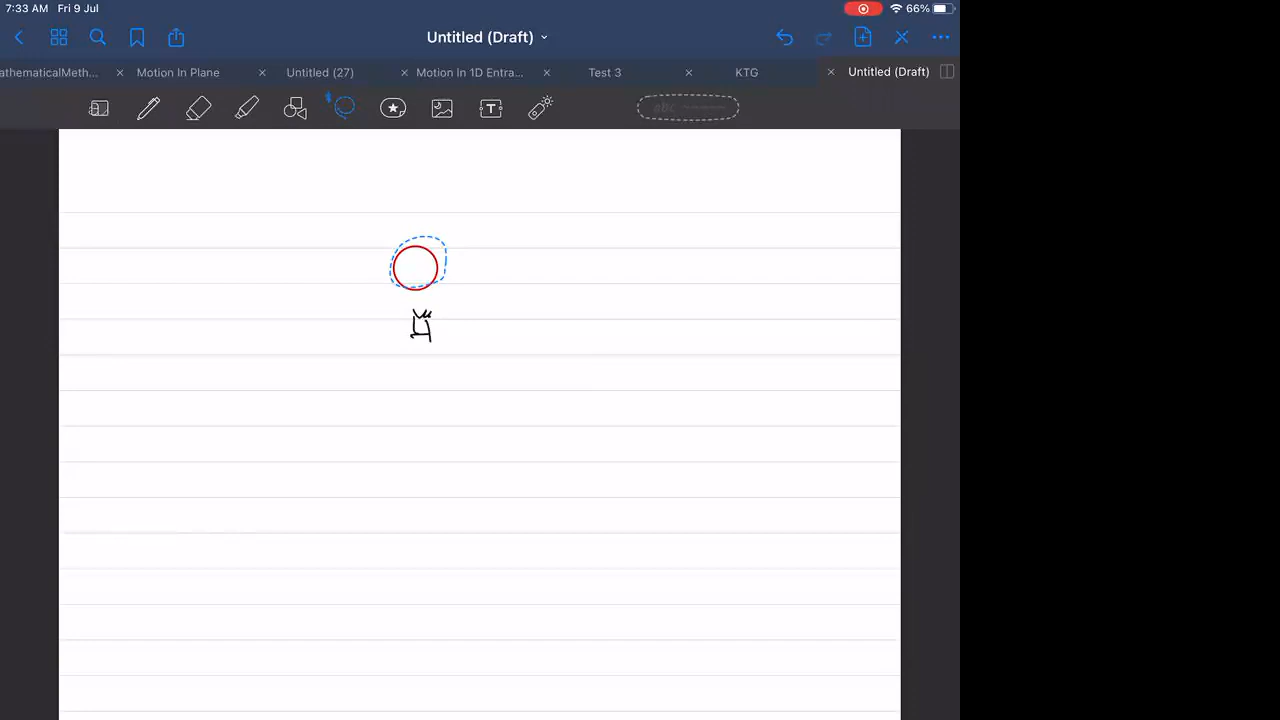 7:33 AM Fri 9 Jul
66%
Untitled (Draft)
athematicalMeth...
Motion In Plane
Untitled (27)
Motion In 1D Entra...
Test 3
KTG
Untitled (Draft)
T
abc